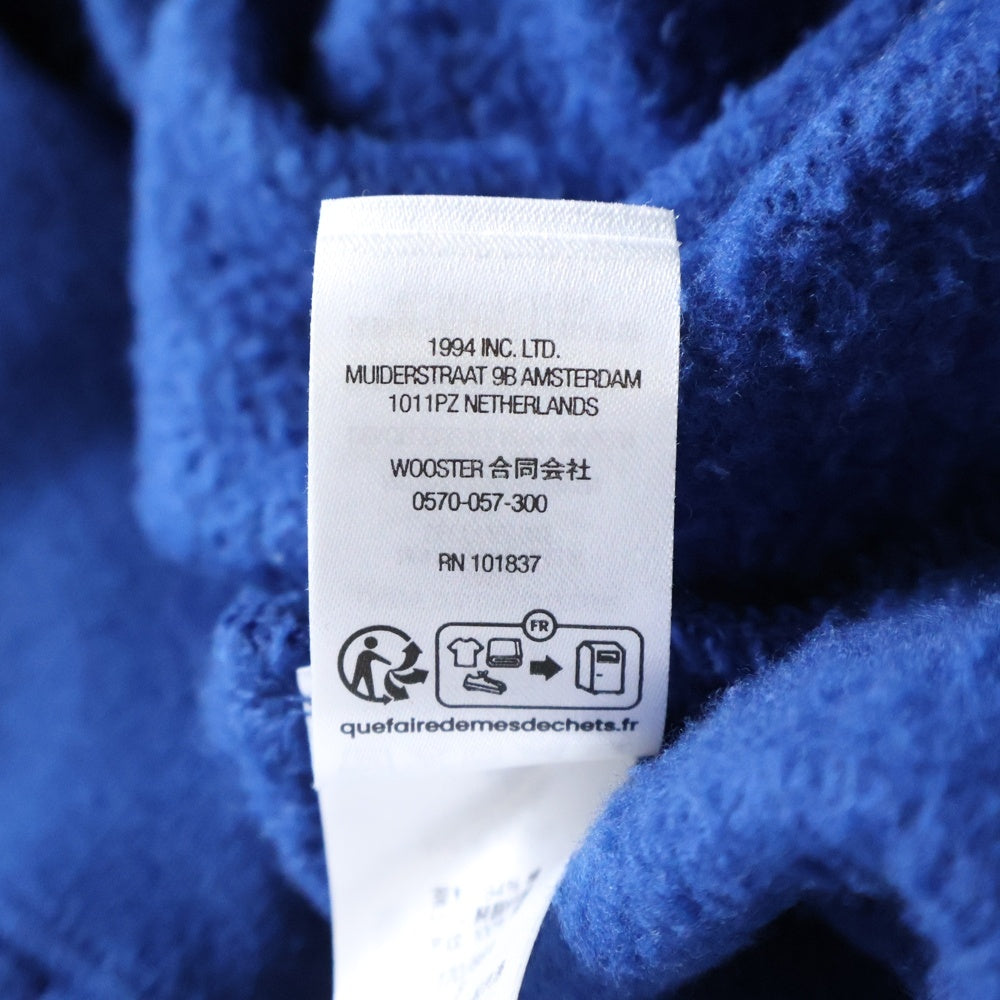 1994 INC. LTD.
MUIDERSTRAAT 9B AMSTERDAM
1011PZ NETHERLANDS
WOOSTER 合同会社
0570-057-300
RN 101837
FR
quefairedemesdechets.fr